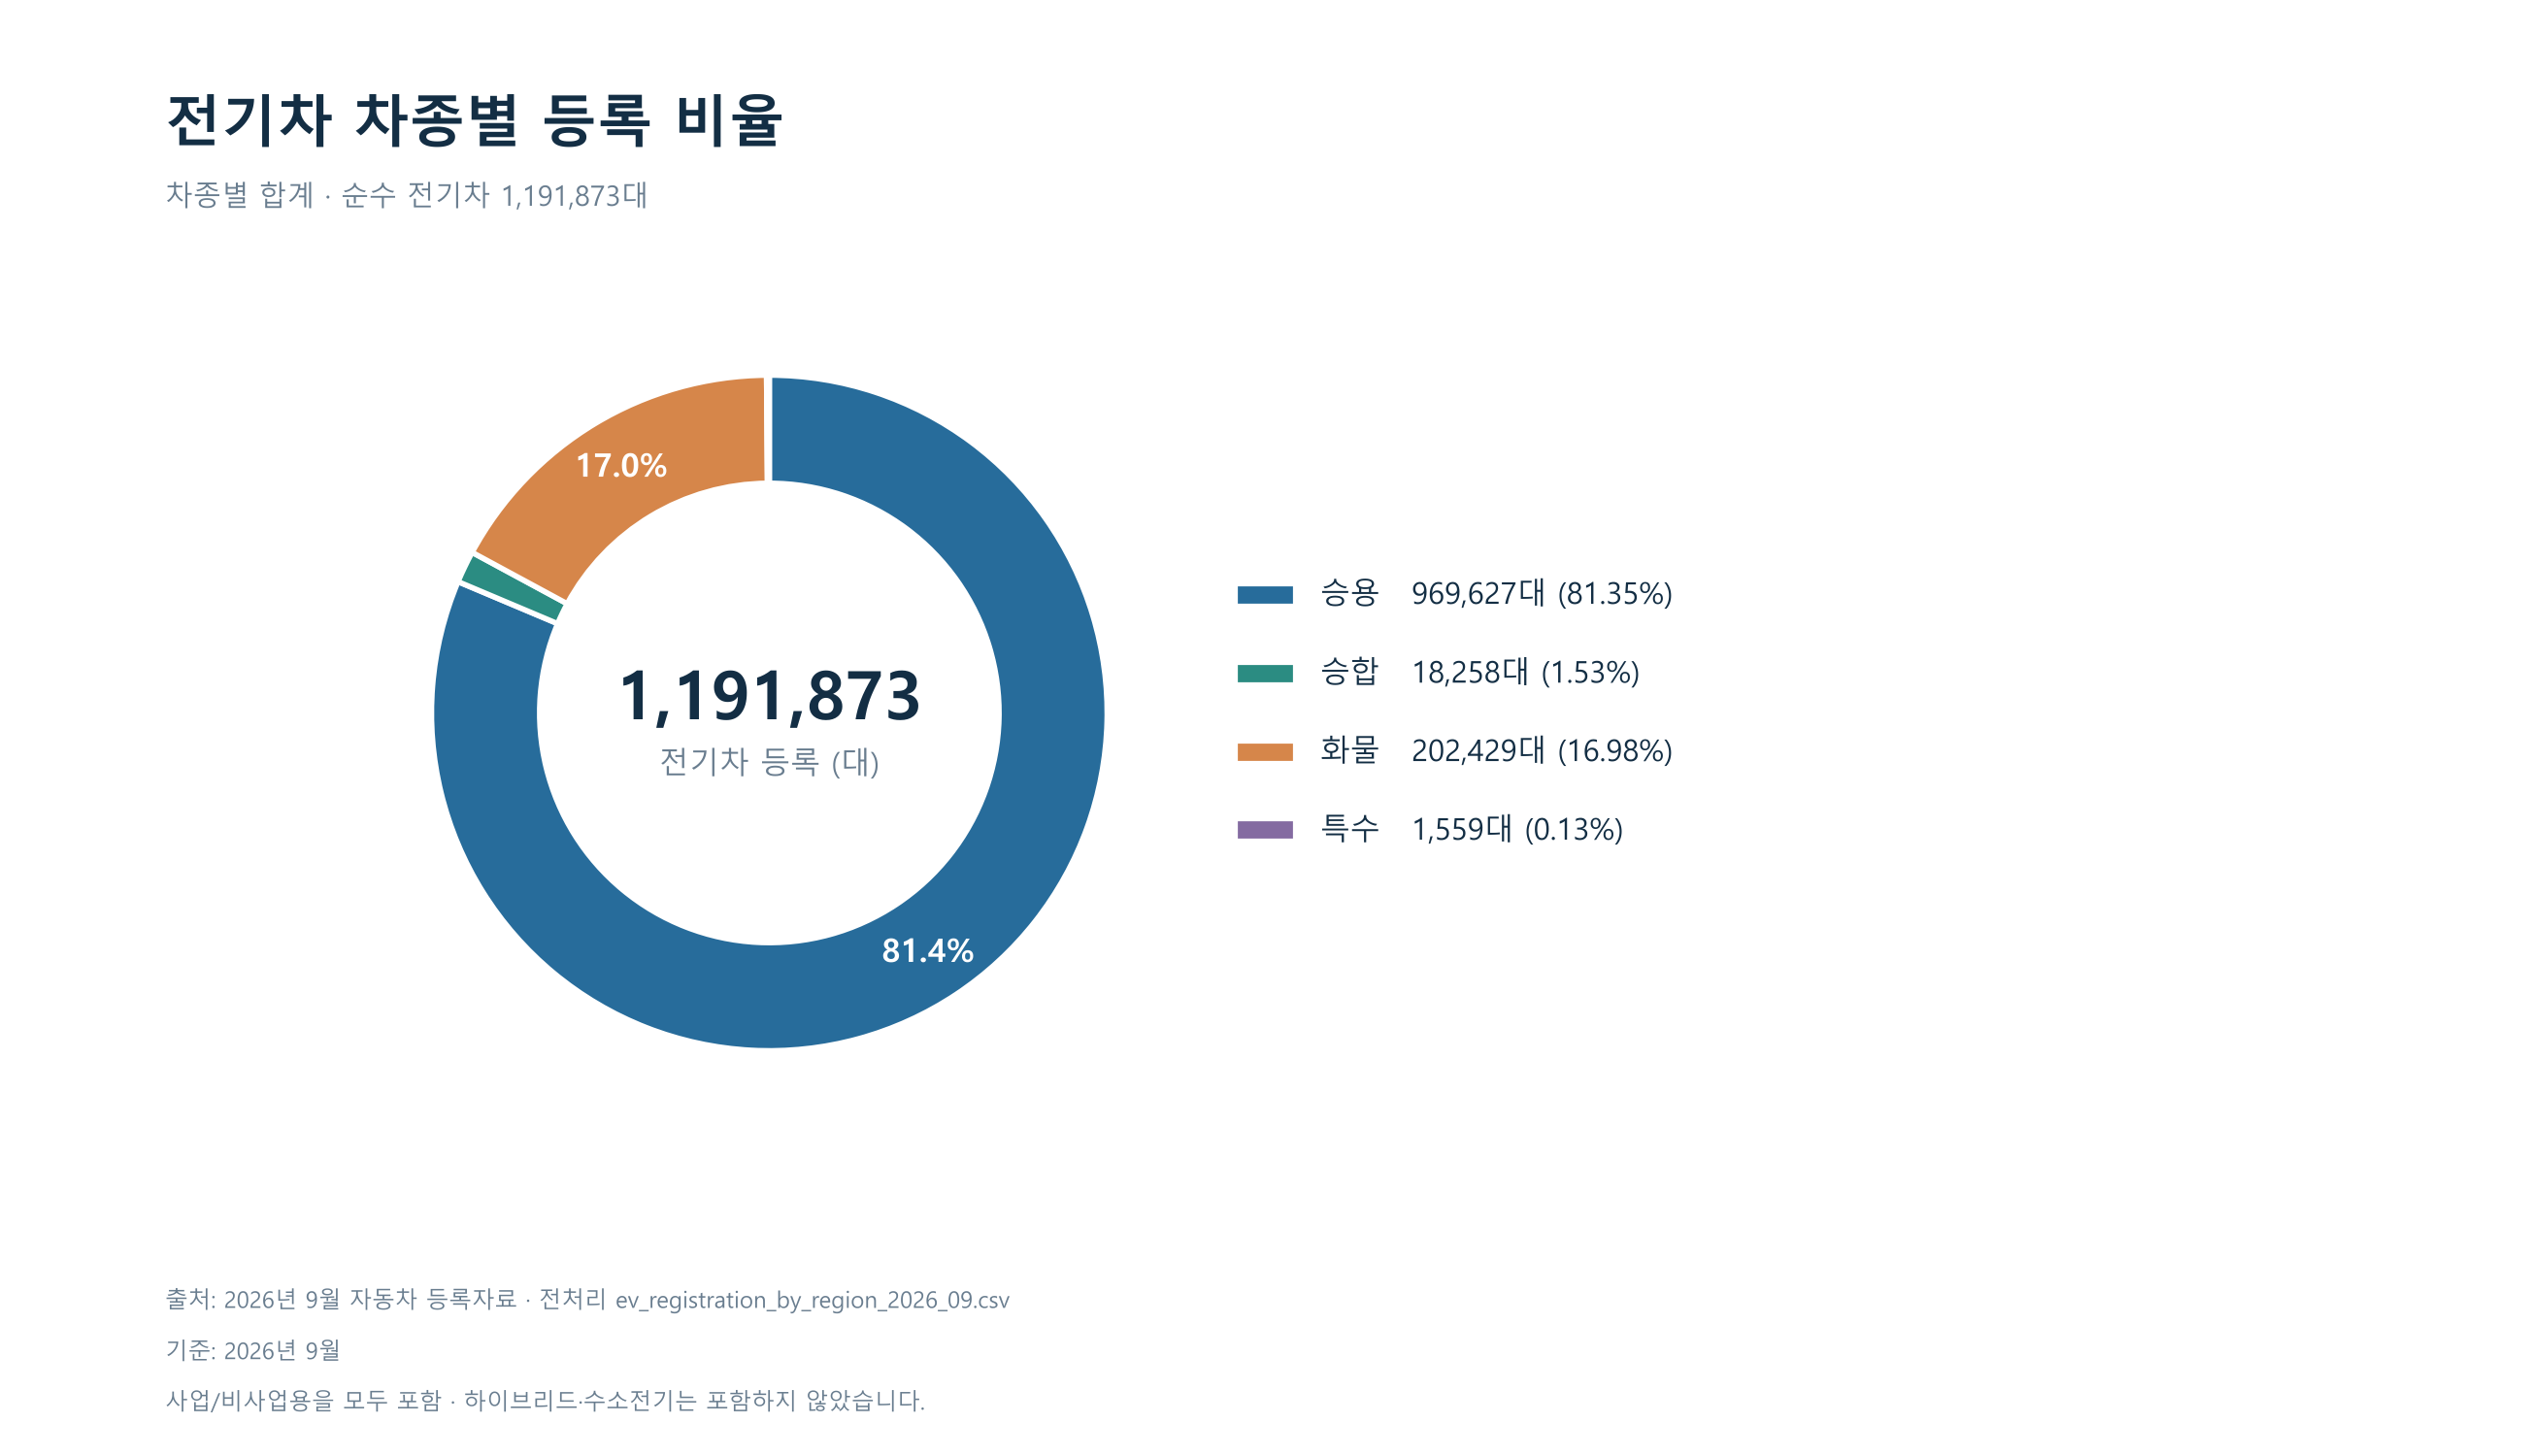 전기차 차종별 등록 비율
차종별 합계 · 순수 전기차 1,191,873대
17.0%
1,191,873
전기차 등록 (대)
81.4%
승용 969,627대 (81.35%)
승합 18,258대 (1.53%)
화물 202,429대 (16.98%)
특수 1,559대 (0.13%)
출처: 2026년 9월 자동차 등록자료 · 전처리 ev_registration_by_region_2026_09.csv
기준: 2026년 9월
사업/비사업용을 모두 포함 · 하이브리드·수소전기는 포함하지 않았습니다.